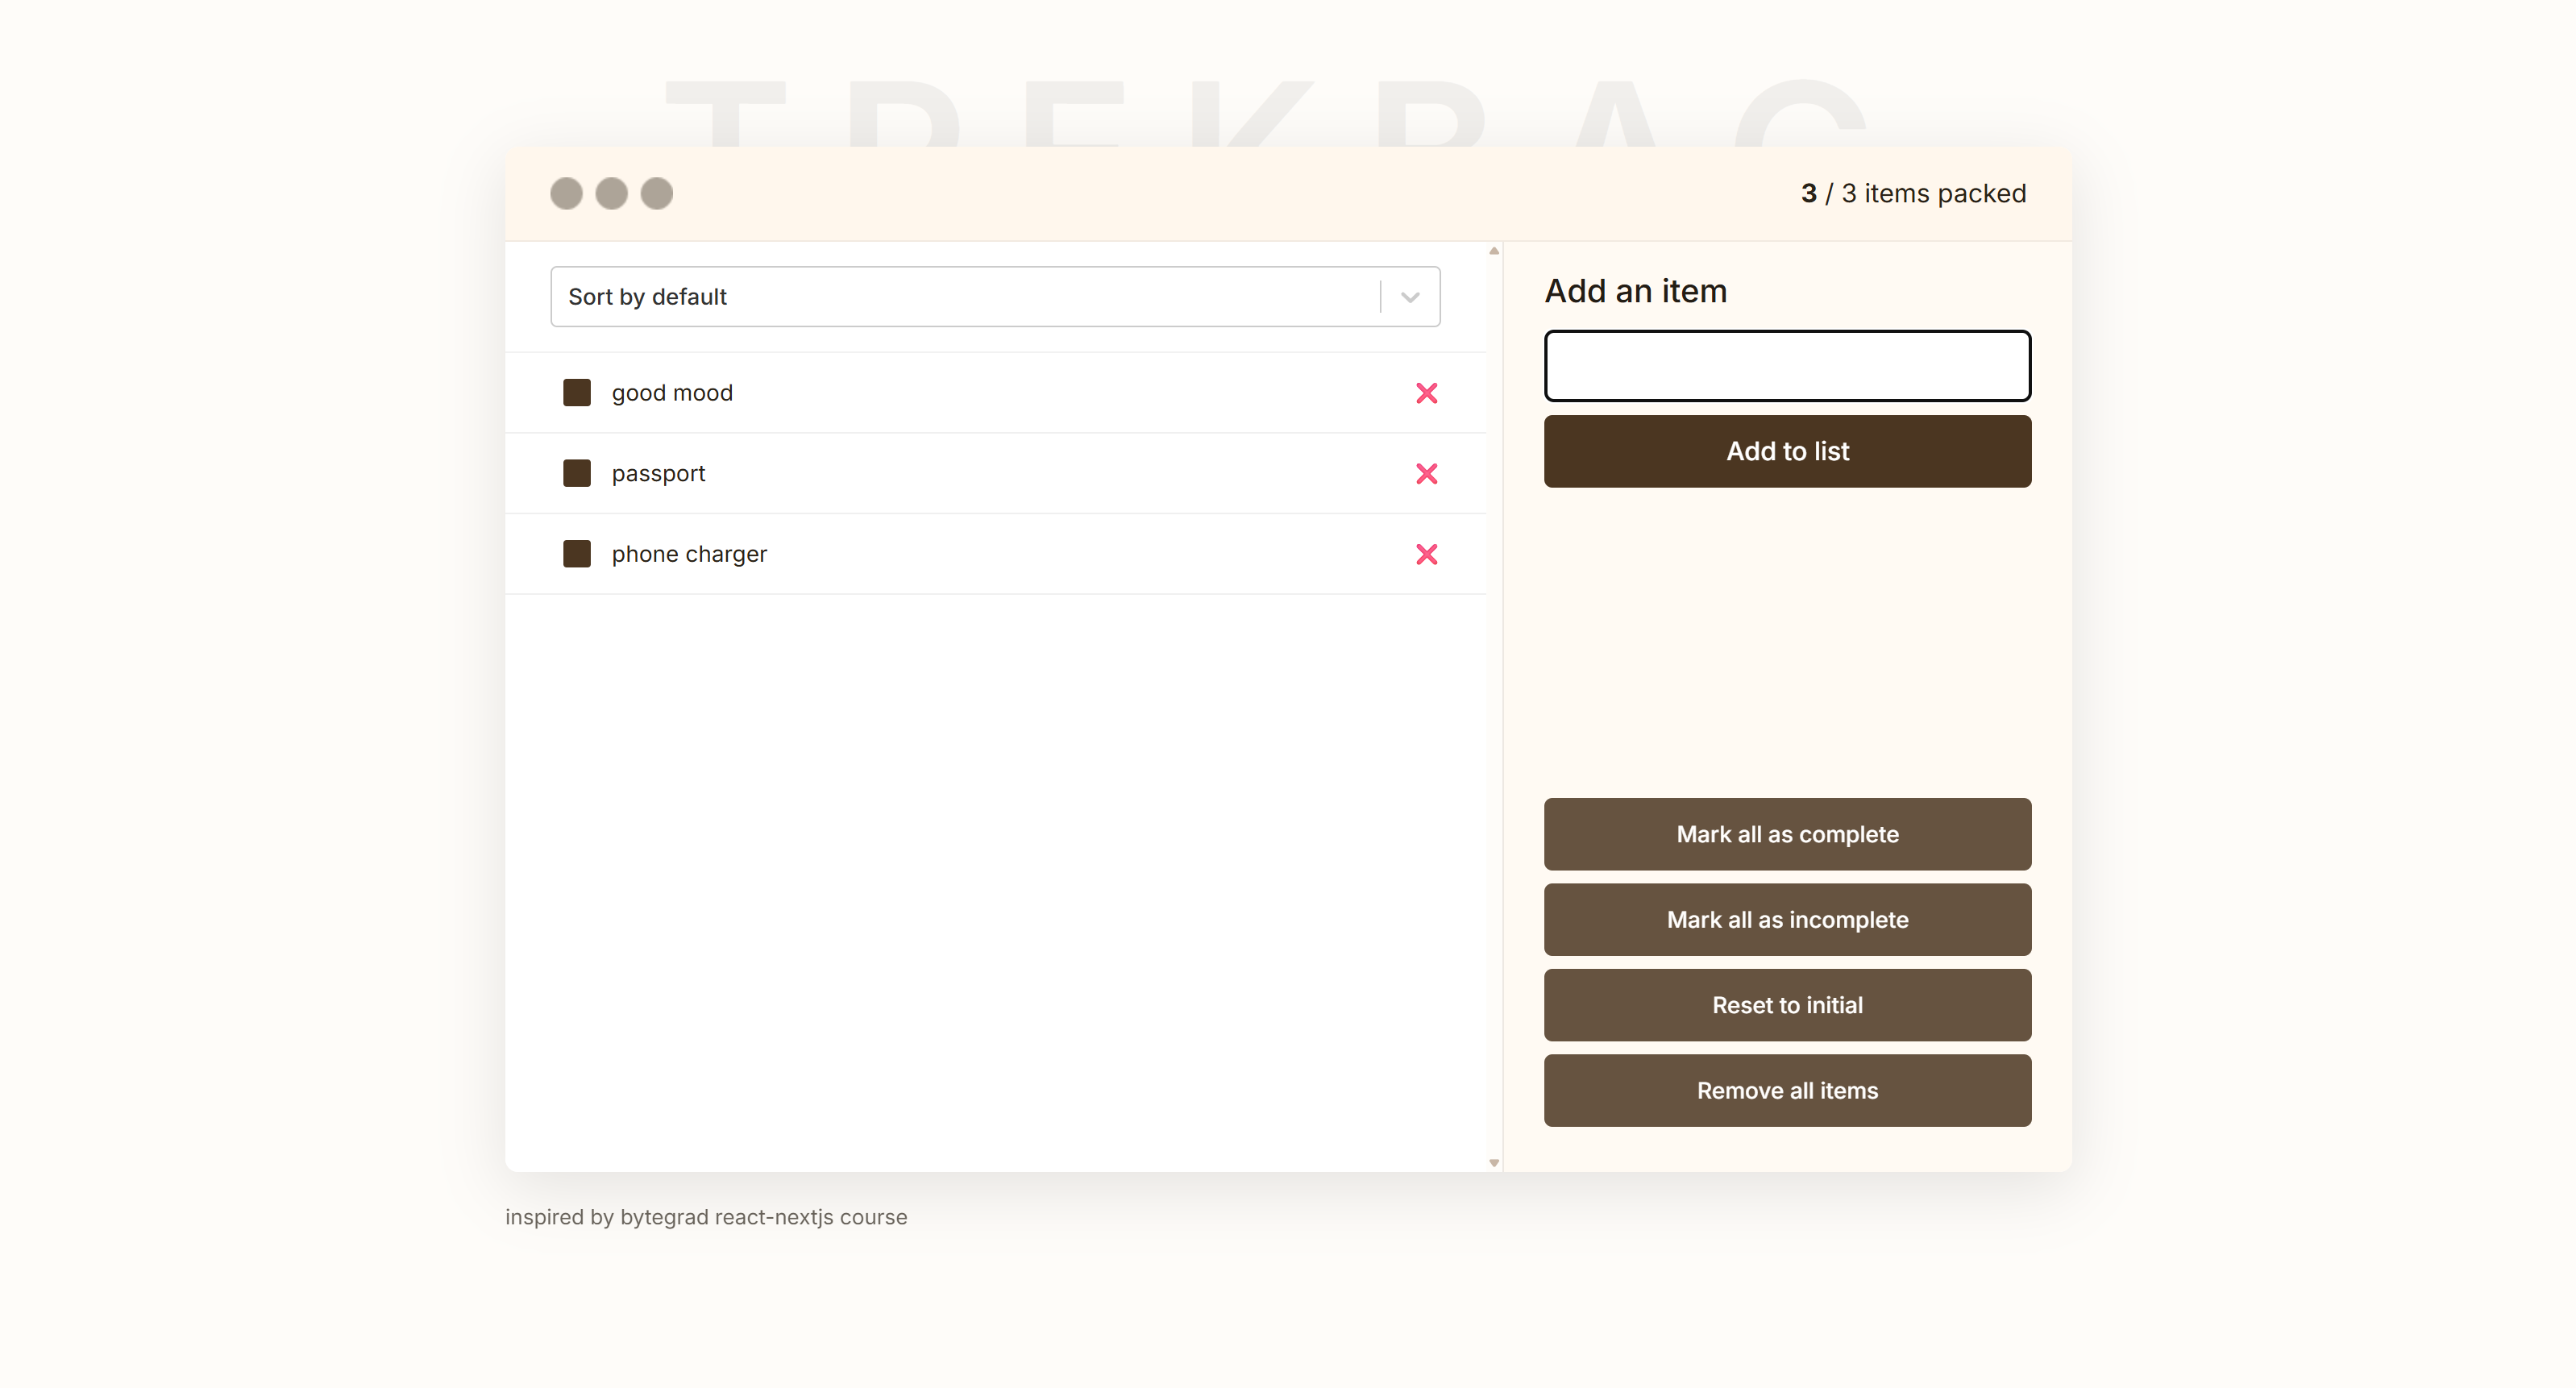 3 / 3 items packed
Sort by default
good mood
passport
phone charger
Add an item
Add to list
Mark all as complete
Mark all as incomplete
Reset to initial
Remove all items
inspired by bytegrad react-nextjs course